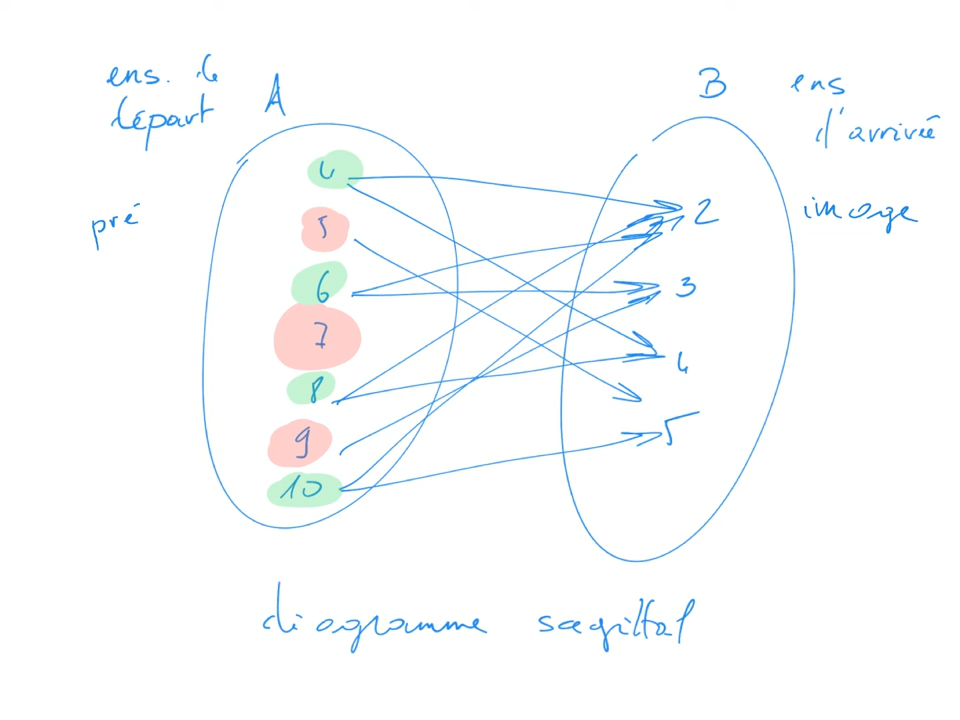 ens. de
départ
A
B
ens
d'arrivée
pré
image
4
5
6
7
8
9
10
2
3
4
5
diagramme sagittal